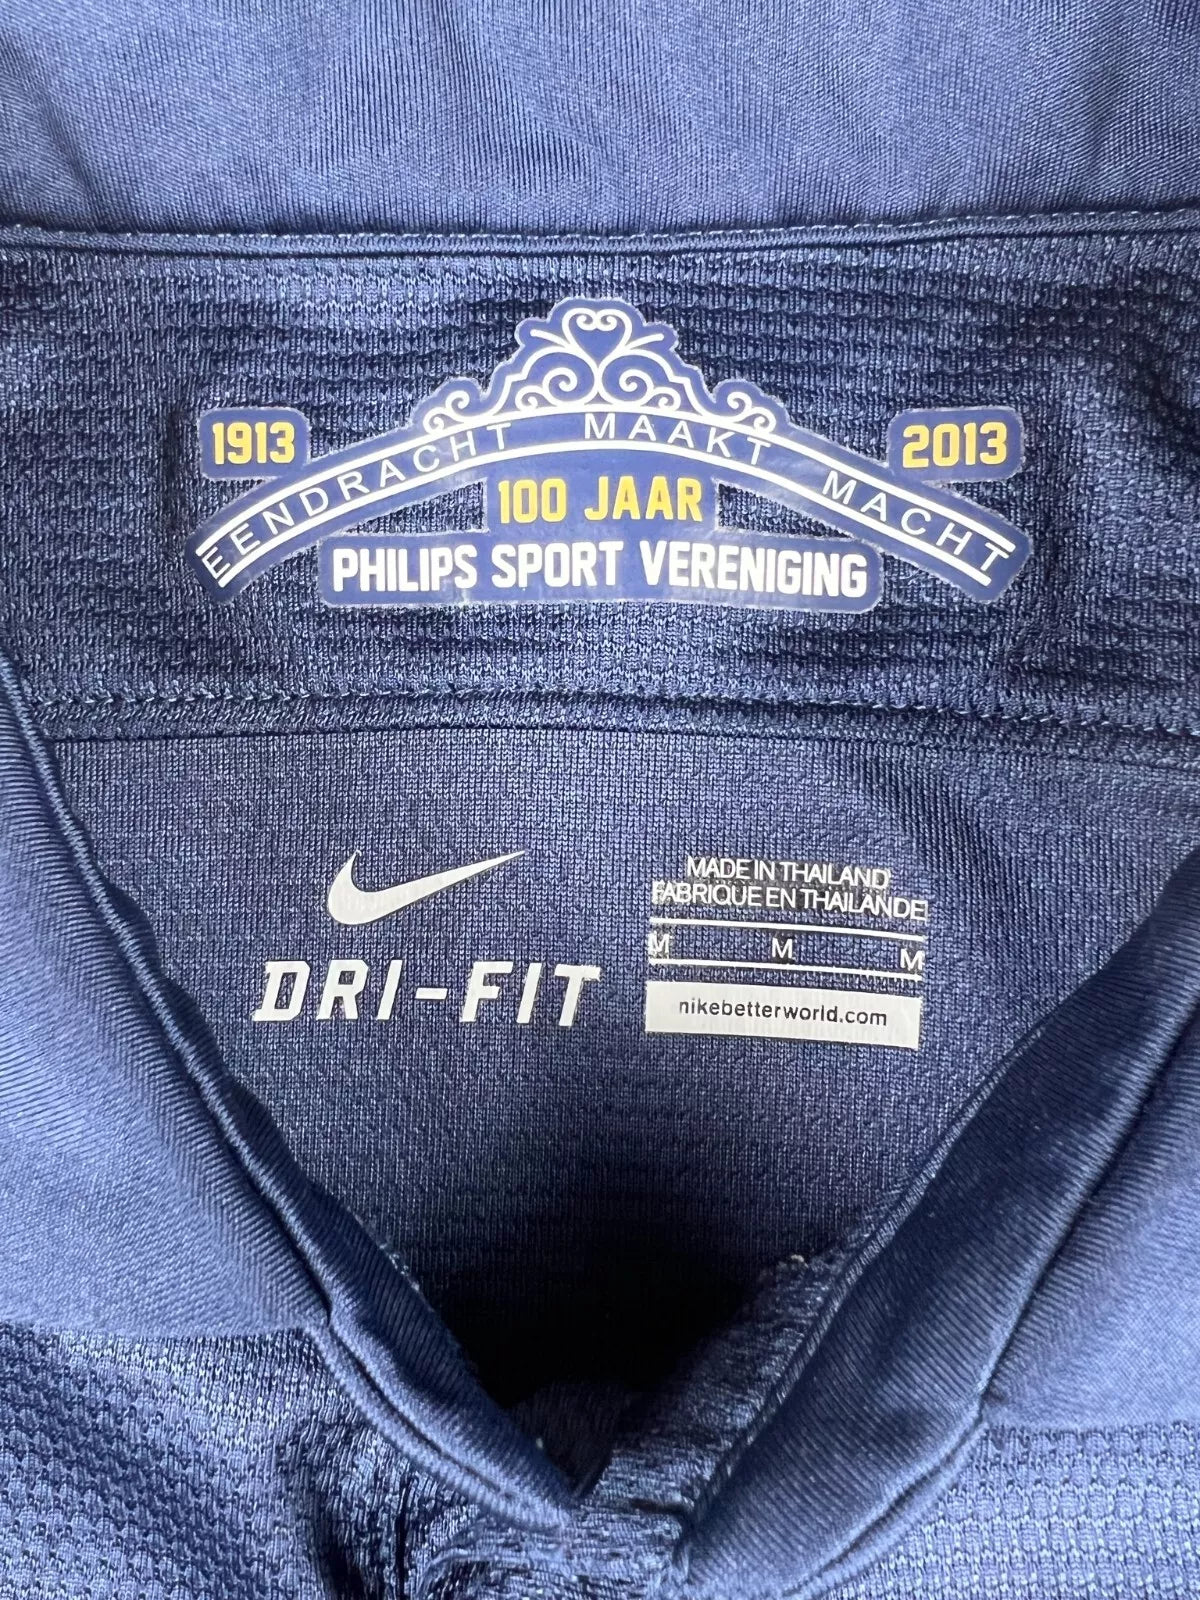 1913
2013
EENDRACHT MAAKT MACHT
100 JAAR
PHILIPS SPORT VERENIGING
DRI-FIT
MADE IN THAILAND
FABRIQUE EN THAILANDE
M M M
nikebetterworld.com